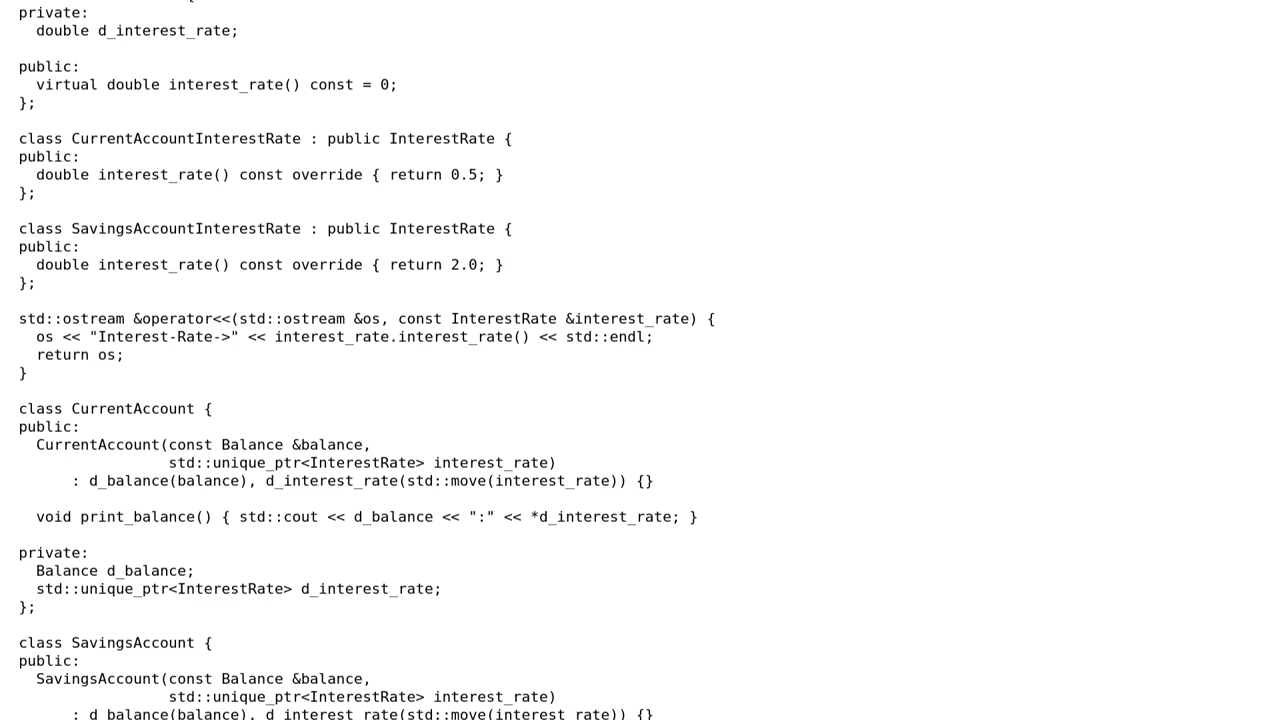 private:
  double d_interest_rate;

public:
  virtual double interest_rate() const = 0;
};

class CurrentAccountInterestRate : public InterestRate {
public:
  double interest_rate() const override { return 0.5; }
};

class SavingsAccountInterestRate : public InterestRate {
public:
  double interest_rate() const override { return 2.0; }
};

std::ostream &operator<<(std::ostream &os, const InterestRate &interest_rate) {
  os << "Interest-Rate->" << interest_rate.interest_rate() << std::endl;
  return os;
}

class CurrentAccount {
public:
  CurrentAccount(const Balance &balance,
                 std::unique_ptr<InterestRate> interest_rate)
      : d_balance(balance), d_interest_rate(std::move(interest_rate)) {}

  void print_balance() { std::cout << d_balance << ":" << *d_interest_rate; }

private:
  Balance d_balance;
  std::unique_ptr<InterestRate> d_interest_rate;
};

class SavingsAccount {
public:
  SavingsAccount(const Balance &balance,
                 std::unique_ptr<InterestRate> interest_rate)
      : d_balance(balance), d_interest_rate(std::move(interest_rate)) {}